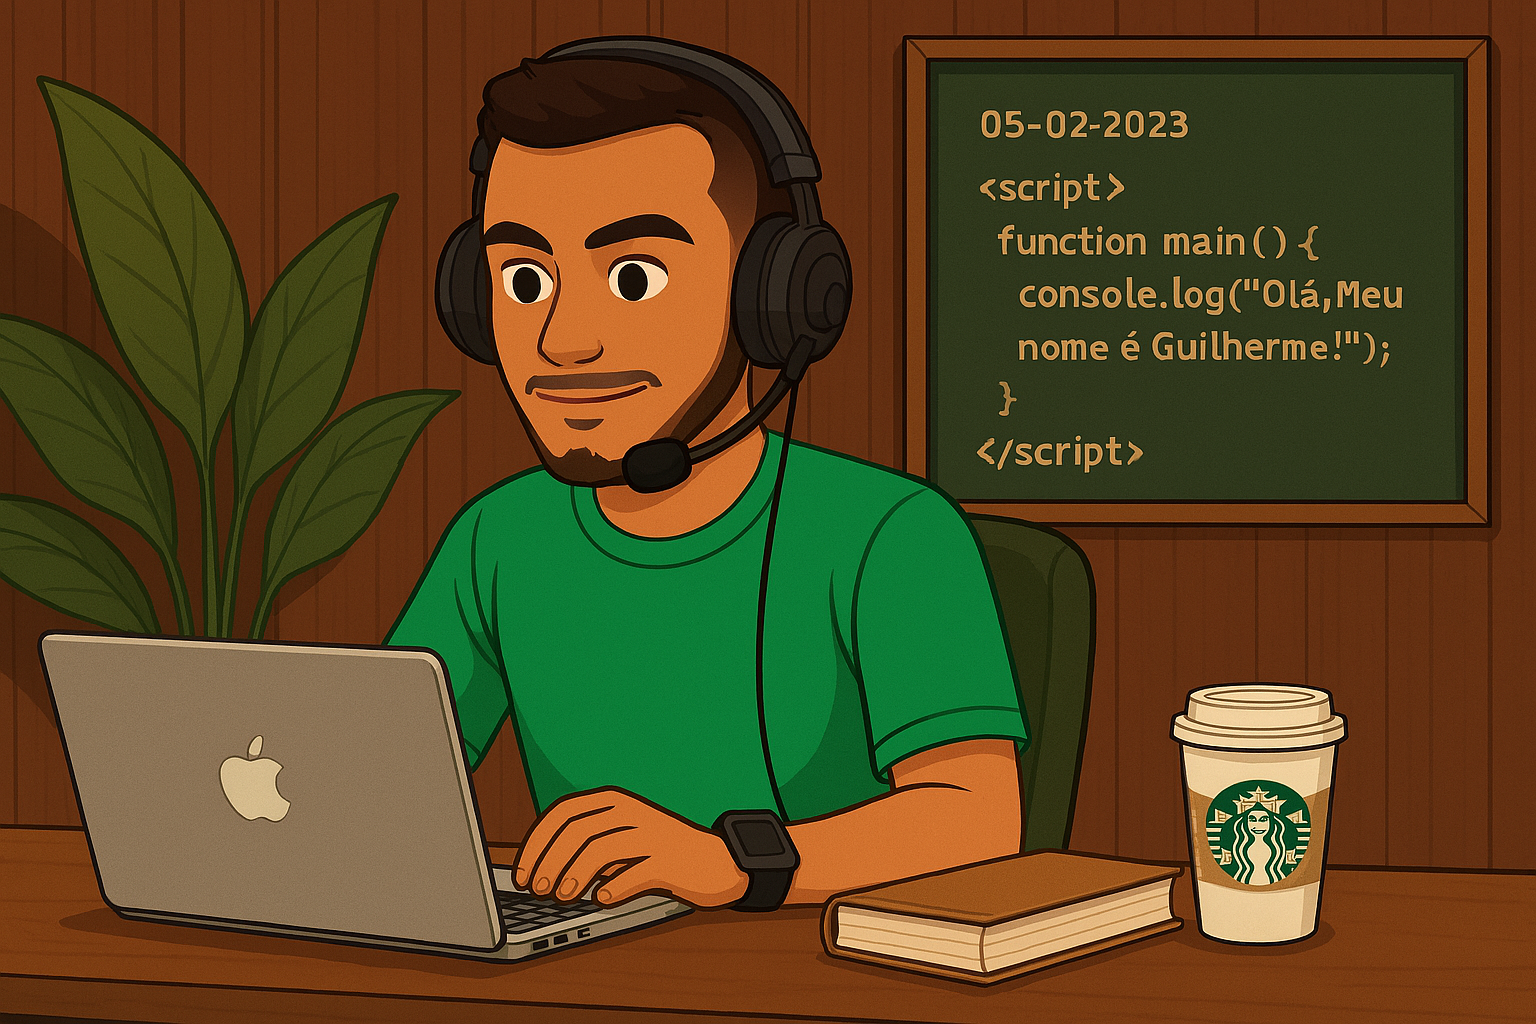 05-02-2023
<script>
function main() {
console.log("Olá,Meu
nome é Guilherme!");
}
</script>